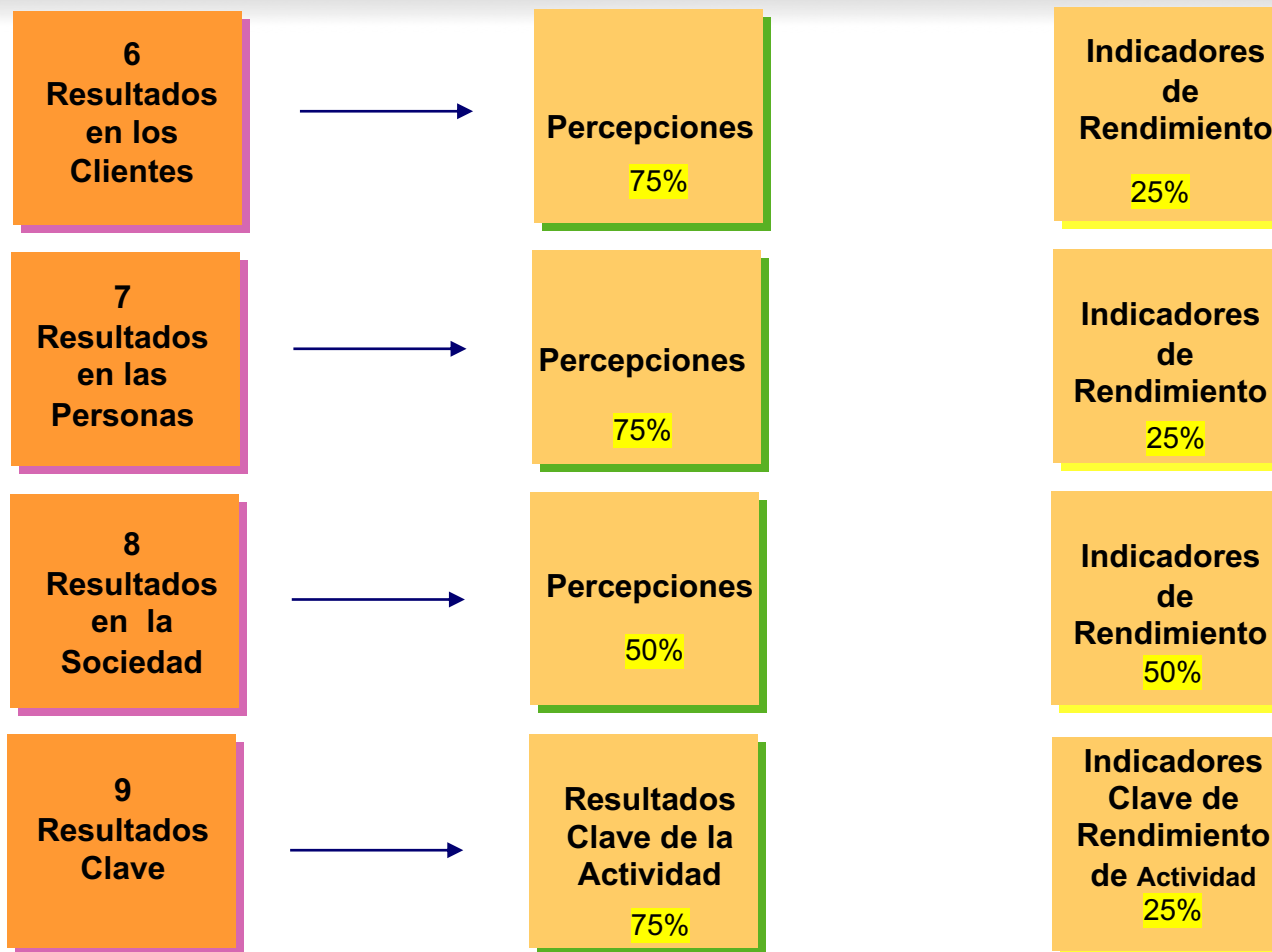 6
Resultados
en los
Clientes
Percepciones
75%
Indicadores
de
Rendimiento
25%
7
Resultados
en las
Personas
Percepciones
75%
Indicadores
de
Rendimiento
25%
8
Resultados
en la
Sociedad
Percepciones
50%
Indicadores
de
Rendimiento
50%
9
Resultados
Clave
Resultados
Clave de la
Actividad
75%
Indicadores
Clave de
Rendimiento
de Actividad
25%